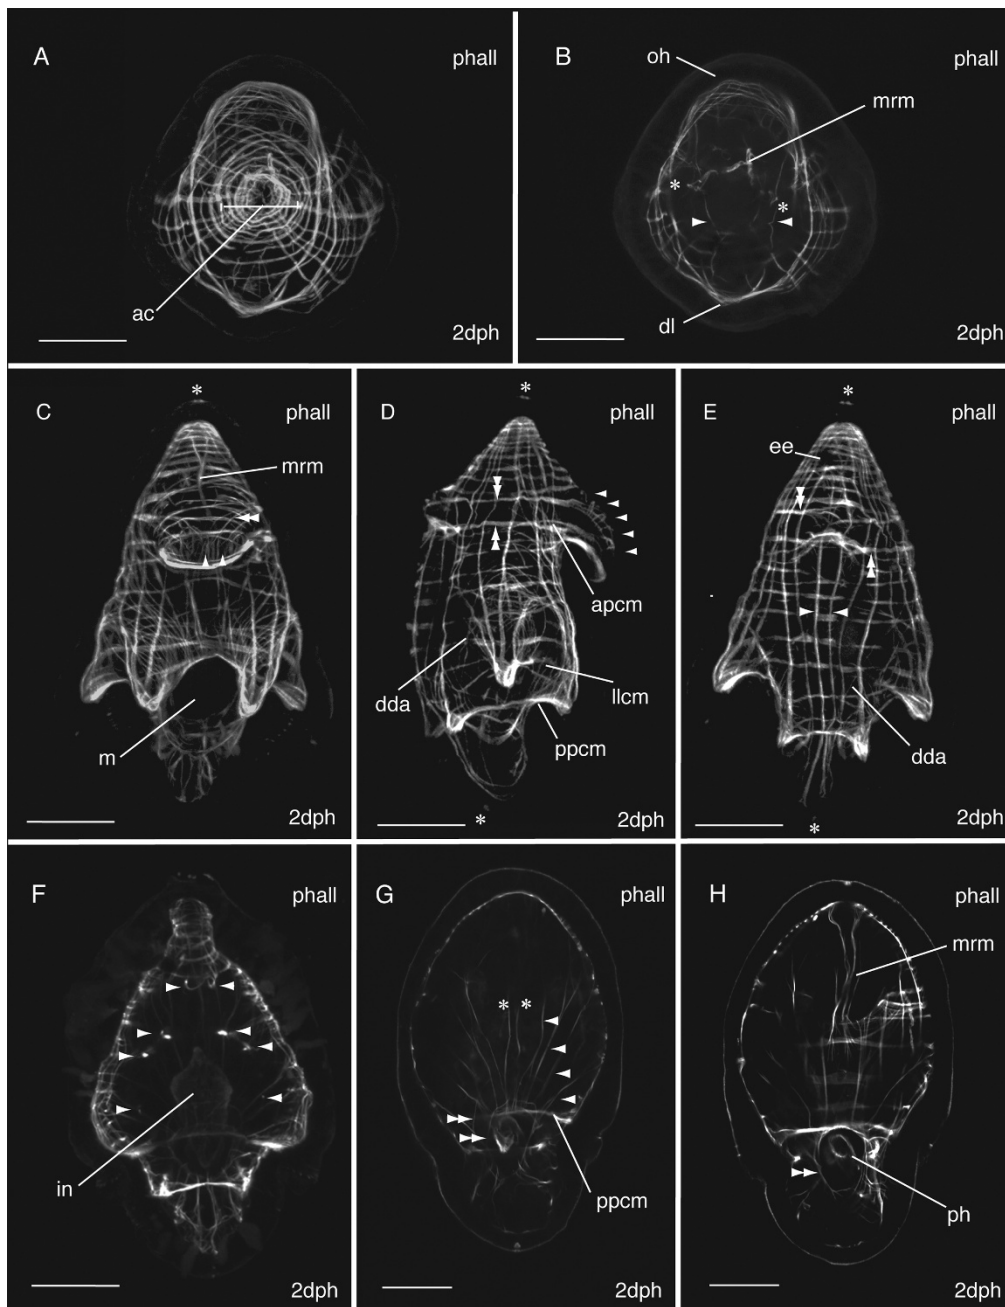 A
phall
ac
2dph
B
oh
phall
mrm
*
*
dl
2dph
C
*
phall
mrm
m
2dph
D
*
phall
apcm
dda
llcm
ppcm
*
2dph
E
*
phall
ee
dda
*
2dph
F
phall
in
2dph
G
phall
* *
ppcm
2dph
H
phall
mrm
ph
2dph